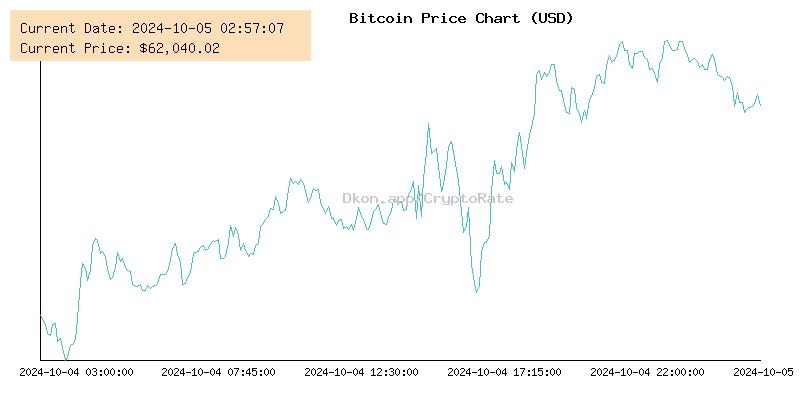 Bitcoin Price Chart (USD)
Current Date: 2024-10-05 02:57:07
Current Price: $62,040.02
Dkon.app/CryptoRate
2024-10-04 03:00:00
2024-10-04 07:45:00
2024-10-04 12:30:00
2024-10-04 17:15:00
2024-10-04 22:00:00
2024-10-05